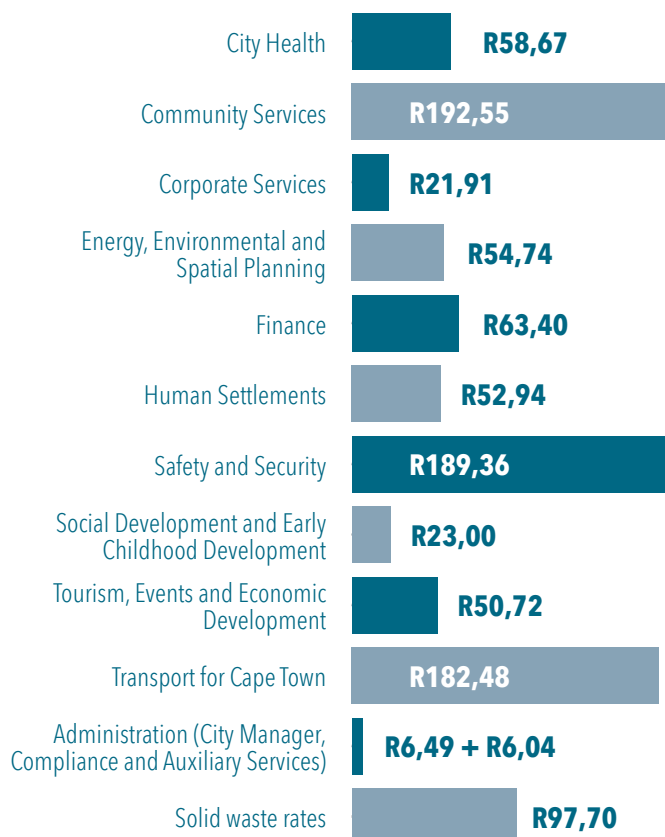 City Health R58,67
Community Services R192,55
Corporate Services R21,91
Energy, Environmental and
Spatial Planning R54,74
Finance R63,40
Human Settlements R52,94
Safety and Security R189,36
Social Development and Early
Childhood Development R23,00
Tourism, Events and Economic
Development R50,72
Transport for Cape Town R182,48
Administration (City Manager,
Compliance and Auxiliary Services) R6,49 + R6,04
Solid waste rates R97,70